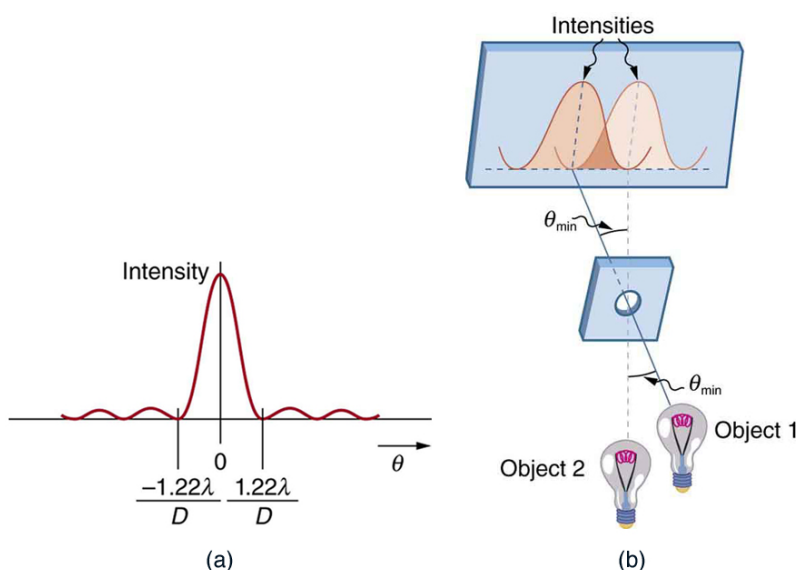 Intensity
0
θ
−1.22λ
D
1.22λ
D
(a)
Intensities
θmin
θmin
Object 1
Object 2
(b)